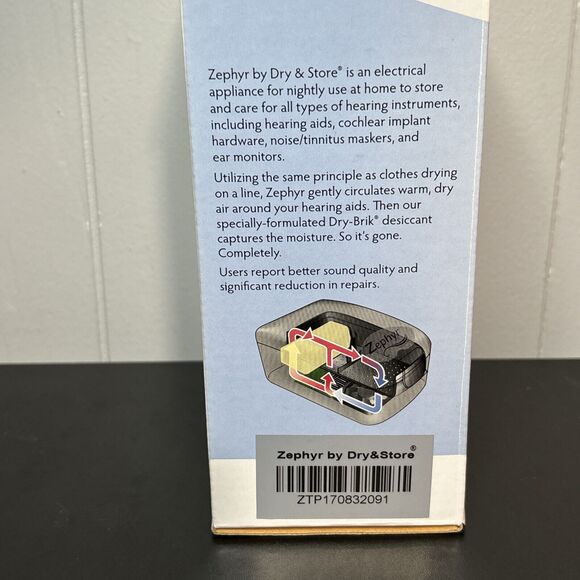 Zephyr by Dry & Store® is an electrical
appliance for nightly use at home to store
and care for all types of hearing instruments,
including hearing aids, cochlear implant
hardware, noise/tinnitus maskers, and
ear monitors.
Utilizing the same principle as clothes drying
on a line, Zephyr gently circulates warm, dry
air around your hearing aids. Then our
specially-formulated Dry-Brik® desiccant
captures the moisture. So it's gone.
Completely.
Users report better sound quality and
significant reduction in repairs.
Zephyr
Zephyr by Dry&Store®
ZTP170832091